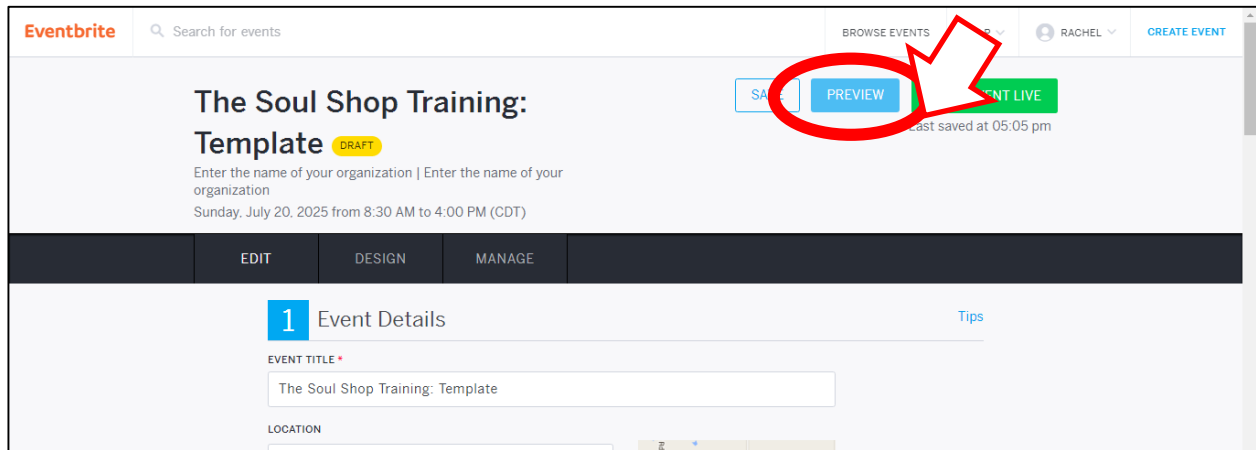 Eventbrite
Search for events
BROWSE EVENTS
RACHEL
CREATE EVENT
The Soul Shop Training:
Template DRAFT
SAVE
PREVIEW
LIVE
Last saved at 05:05 pm
Enter the name of your organization | Enter the name of your
organization
Sunday, July 20, 2025 from 8:30 AM to 4:00 PM (CDT)
EDIT
DESIGN
MANAGE
1 Event Details
Tips
EVENT TITLE *
The Soul Shop Training: Template
LOCATION